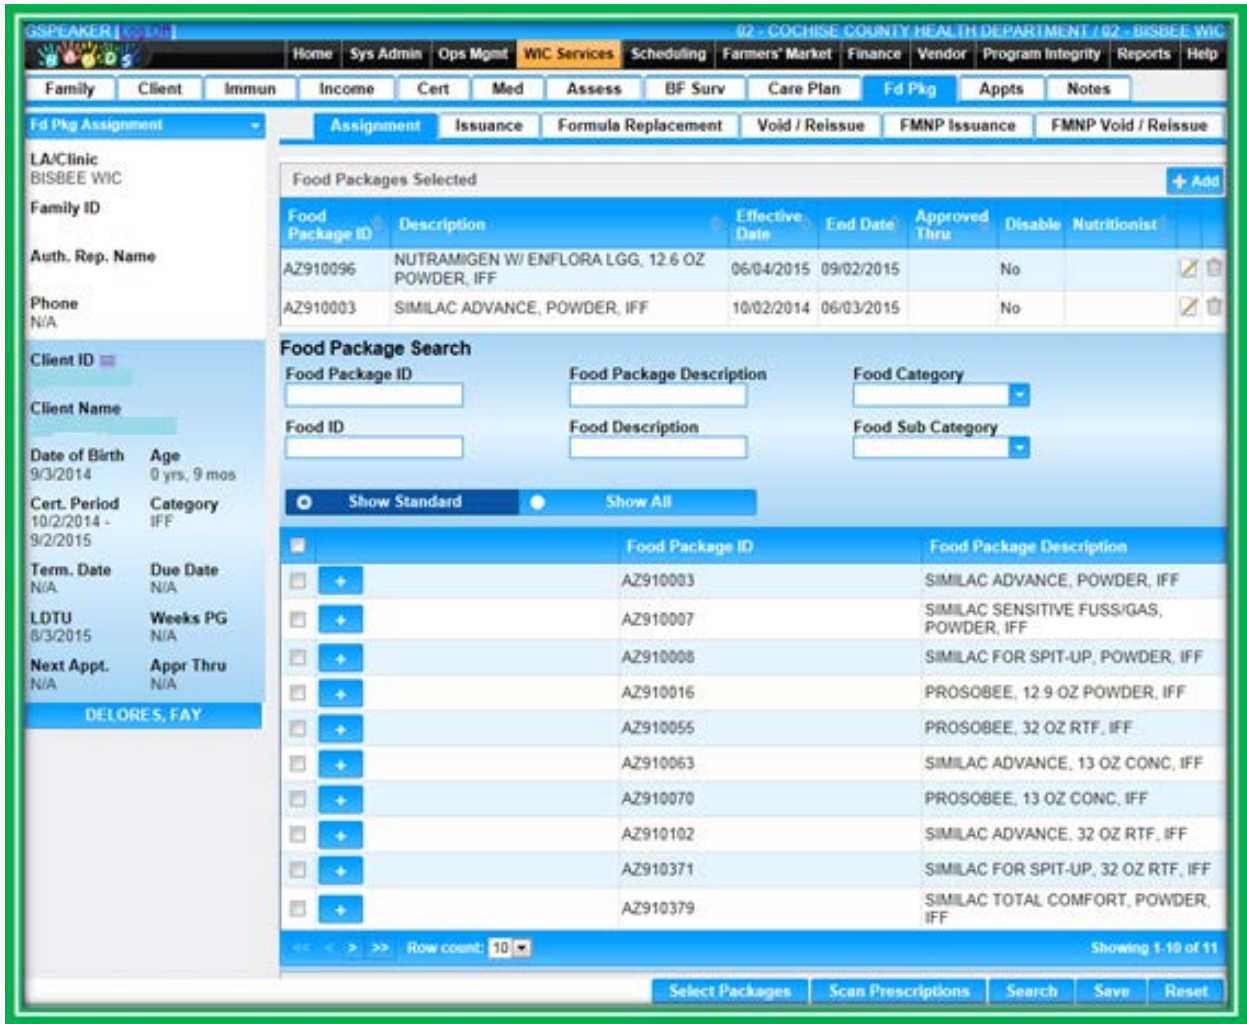 GSPEAKER [Log Off] 02 - COCHISE COUNTY HEALTH DEPARTMENT / 02 - BISBEE WIC
HANDS Home Sys Admin Ops Mgmt WIC Services Scheduling Farmers' Market Finance Vendor Program Integrity Reports Help
Family Client Immun Income Cert Med Assess BF Surv Care Plan Fd Pkg Appts Notes
Fd Pkg Assignment Assignment Issuance Formula Replacement Void / Reissue FMNP Issuance FMNP Void / Reissue
LA/Clinic
BISBEE WIC
Family ID
Auth. Rep. Name
Phone
N/A
Client ID
Client Name
Date of Birth Age
9/3/2014 0 yrs, 9 mos
Cert. Period Category
10/2/2014 - IFF
9/2/2015
Term. Date Due Date
N/A N/A
LDTU Weeks PG
8/3/2015 N/A
Next Appt. Appr Thru
N/A N/A
DELORES, FAY
Food Packages Selected + Add
Food Package ID Description Effective Date End Date Approved Thru Disable Nutritionist
AZ910096 NUTRAMIGEN W/ ENFLORA LGG, 12.6 OZ 06/04/2015 09/02/2015 No
POWDER, IFF
AZ910003 SIMILAC ADVANCE, POWDER, IFF 10/02/2014 06/03/2015 No
Food Package Search
Food Package ID Food Package Description Food Category
Food ID Food Description Food Sub Category
Show Standard Show All
Food Package ID Food Package Description
+ AZ910003 SIMILAC ADVANCE, POWDER, IFF
+ AZ910007 SIMILAC SENSITIVE FUSS/GAS,
POWDER, IFF
+ AZ910008 SIMILAC FOR SPIT-UP, POWDER, IFF
+ AZ910016 PROSOBEE, 12 9 OZ POWDER, IFF
+ AZ910055 PROSOBEE, 32 OZ RTF, IFF
+ AZ910063 SIMILAC ADVANCE, 13 OZ CONC, IFF
+ AZ910070 PROSOBEE, 13 OZ CONC, IFF
+ AZ910102 SIMILAC ADVANCE, 32 OZ RTF, IFF
+ AZ910371 SIMILAC FOR SPIT-UP, 32 OZ RTF, IFF
+ AZ910379 SIMILAC TOTAL COMFORT, POWDER,
IFF
<< < > >> Row count: 10 Showing 1-10 of 11
Select Packages Scan Prescriptions Search Save Reset